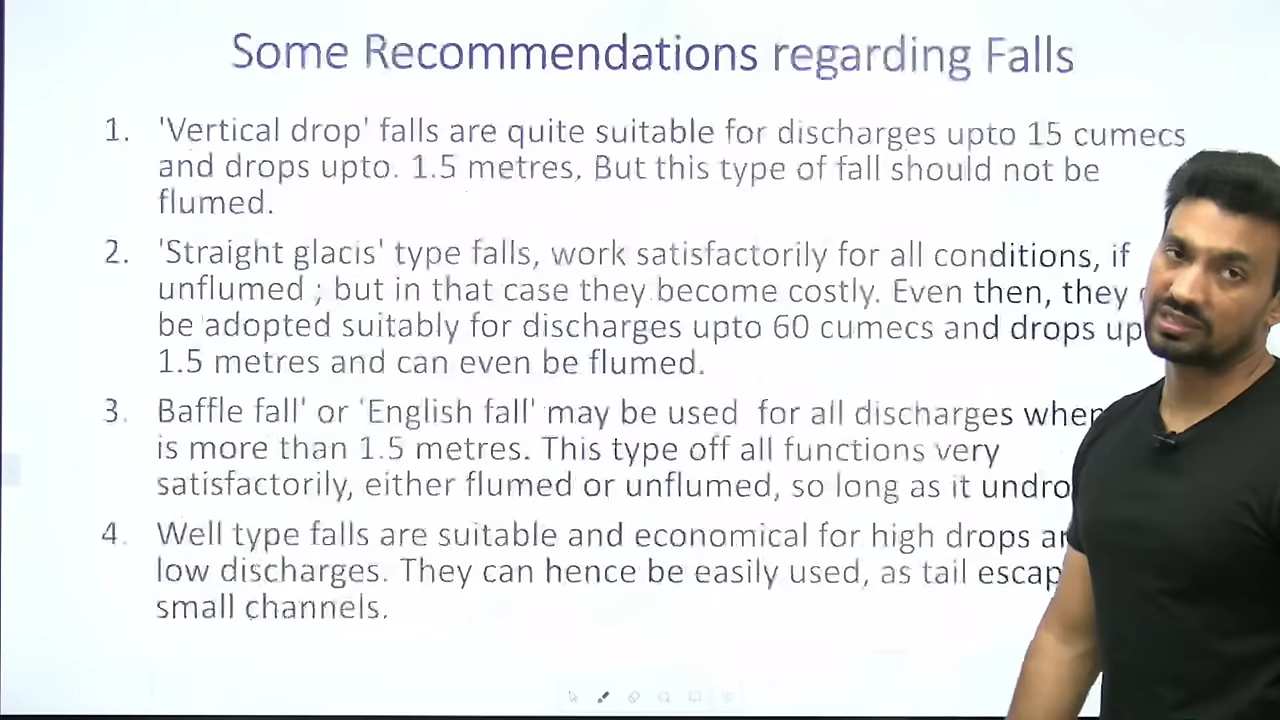 Some Recommendations regarding Falls
1. 'Vertical drop' falls are quite suitable for discharges upto 15 cumecs
and drops upto. 1.5 metres, But this type of fall should not be
flumed.
2. 'Straight glacis' type falls, work satisfactorily for all conditions, if
unflumed ; but in that case they become costly. Even then, they
be adopted suitably for discharges upto 60 cumecs and drops up
1.5 metres and can even be flumed.
3. Baffle fall' or 'English fall' may be used for all discharges when
is more than 1.5 metres. This type off all functions very
satisfactorily, either flumed or unflumed, so long as it
4. Well type falls are suitable and economical for high drops
low discharges. They can hence be easily used, as tail
small channels.